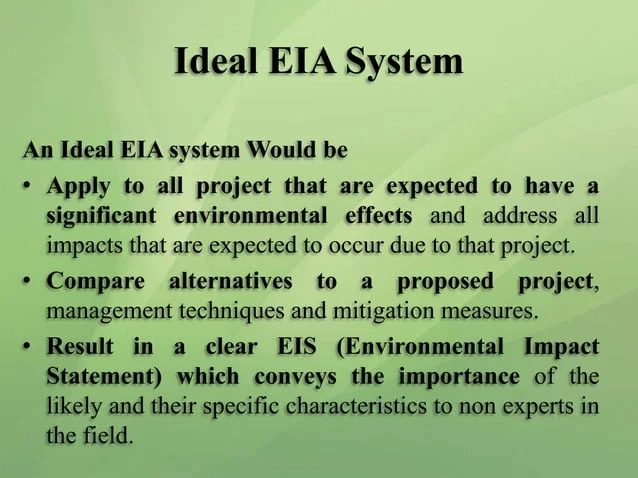 Ideal EIA System
An Ideal EIA system Would be
• Apply to all project that are expected to have a
significant environmental effects and address all
impacts that are expected to occur due to that project.
• Compare alternatives to a proposed project,
management techniques and mitigation measures.
• Result in a clear EIS (Environmental Impact
Statement) which conveys the importance of the
likely and their specific characteristics to non experts in
the field.